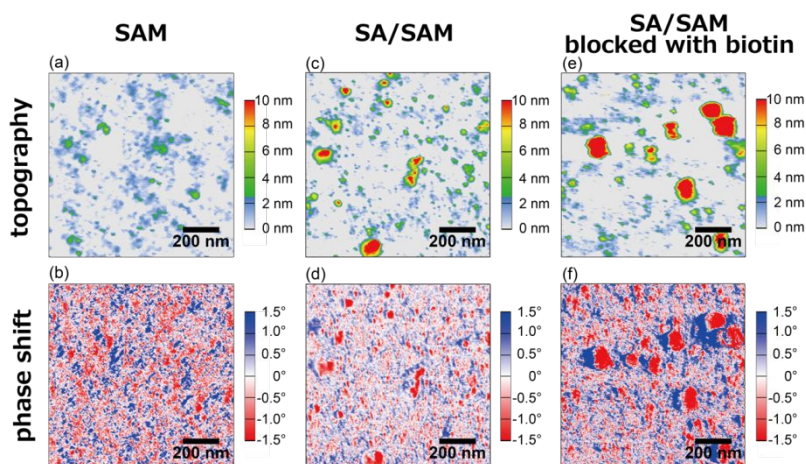 SAM
SA/SAM
SA/SAM
blocked with biotin
topography
(a)
10 nm
8 nm
6 nm
4 nm
2 nm
0 nm
200 nm
(c)
10 nm
8 nm
6 nm
4 nm
2 nm
0 nm
200 nm
(e)
10 nm
8 nm
6 nm
4 nm
2 nm
0 nm
200 nm
phase shift
(b)
1.5°
1.0°
0.5°
0°
-0.5°
-1.0°
-1.5°
200 nm
(d)
1.5°
1.0°
0.5°
0°
-0.5°
-1.0°
-1.5°
200 nm
(f)
1.5°
1.0°
0.5°
0°
-0.5°
-1.0°
-1.5°
200 nm